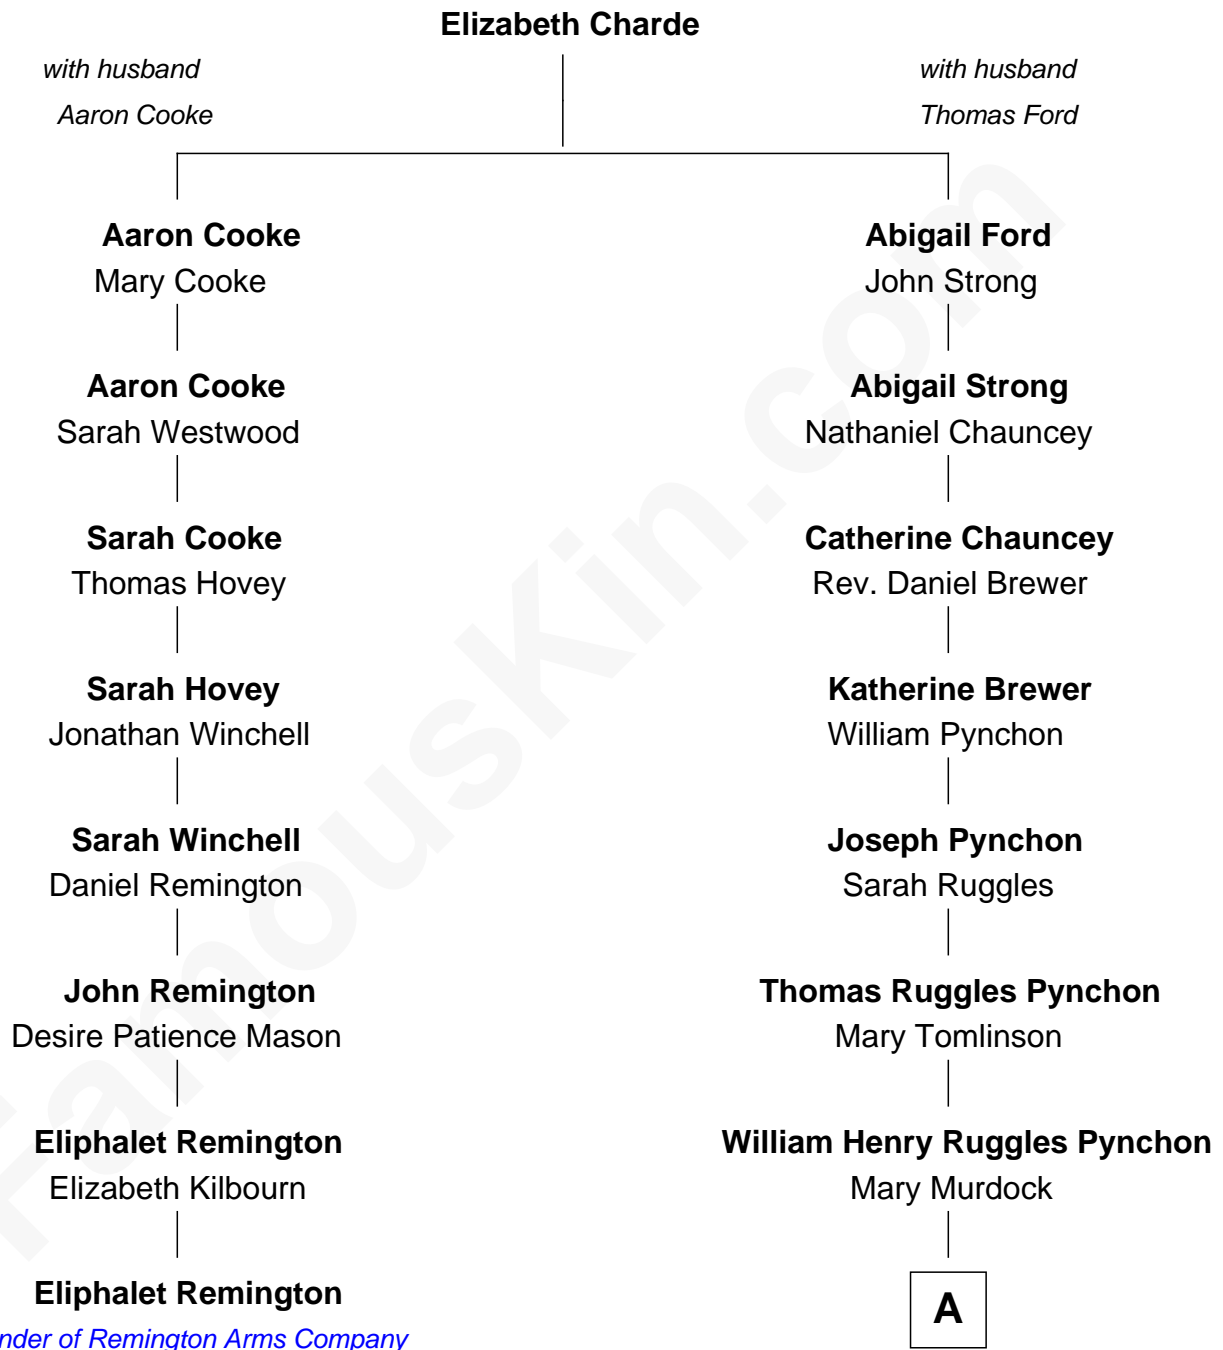 Elizabeth Charde
with husband
Aaron Cooke
with husband
Thomas Ford
Aaron Cooke
Mary Cooke
Abigail Ford
John Strong
Aaron Cooke
Sarah Westwood
Abigail Strong
Nathaniel Chauncey
Sarah Cooke
Thomas Hovey
Catherine Chauncey
Rev. Daniel Brewer
Sarah Hovey
Jonathan Winchell
Katherine Brewer
William Pynchon
Sarah Winchell
Daniel Remington
Joseph Pynchon
Sarah Ruggles
John Remington
Desire Patience Mason
Thomas Ruggles Pynchon
Mary Tomlinson
Eliphalet Remington
Elizabeth Kilbourn
William Henry Ruggles Pynchon
Mary Murdock
Eliphalet Remington
nder of Remington Arms Company
A
FamousKin.com